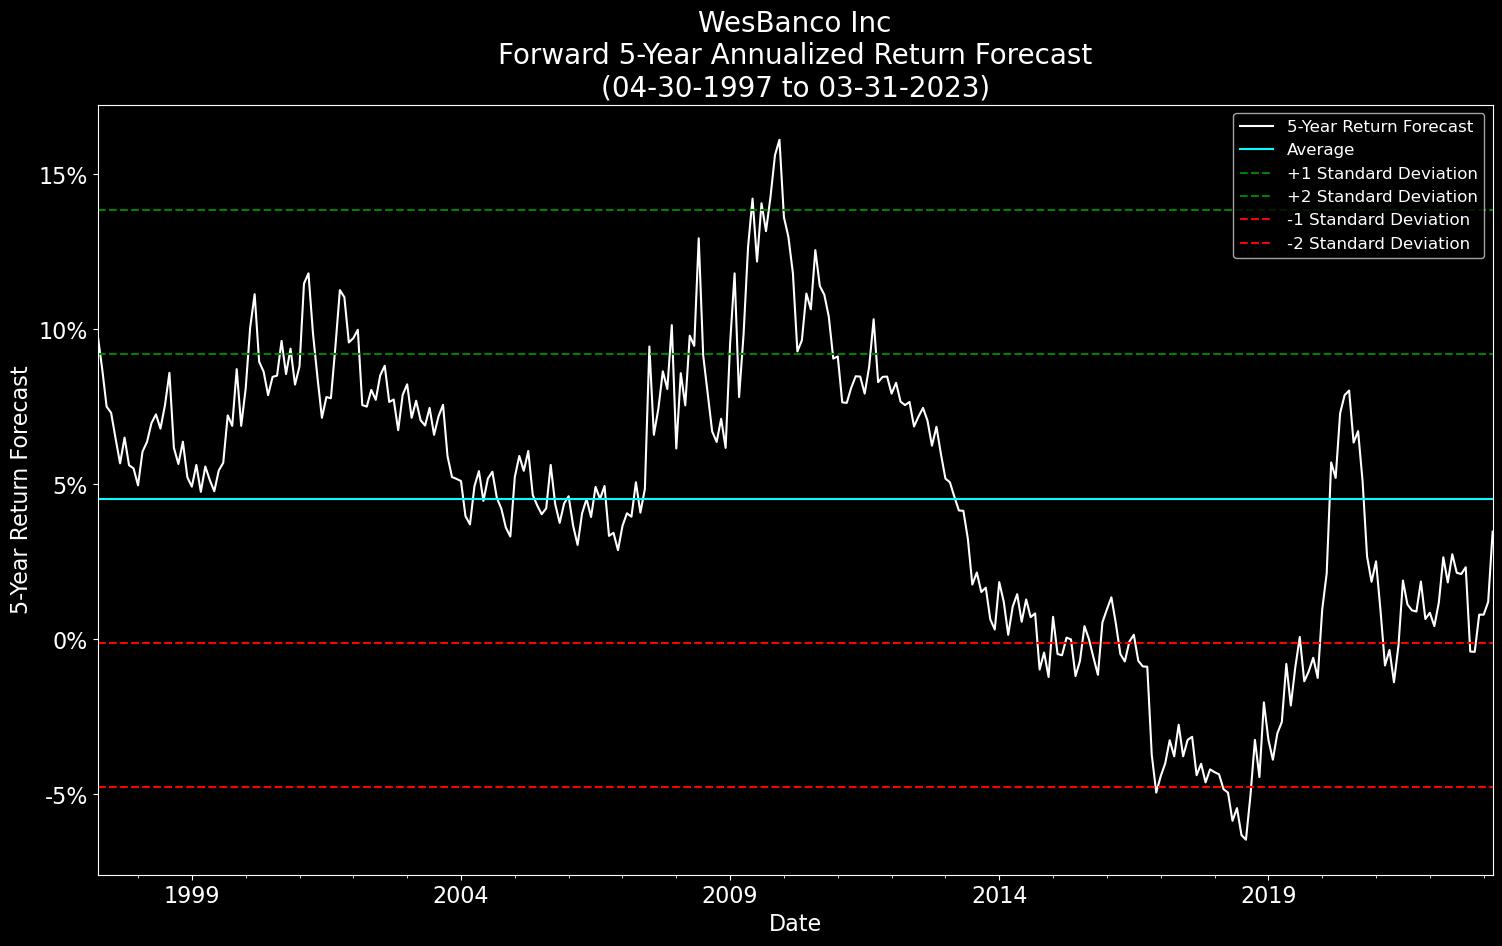 WesBanco Inc
Forward 5-Year Annualized Return Forecast
(04-30-1997 to 03-31-2023)
5-Year Return Forecast
Average
+1 Standard Deviation
+2 Standard Deviation
-1 Standard Deviation
-2 Standard Deviation
15%
10%
5%
0%
-5%
5-Year Return Forecast
1999 2004 2009 2014 2019
Date